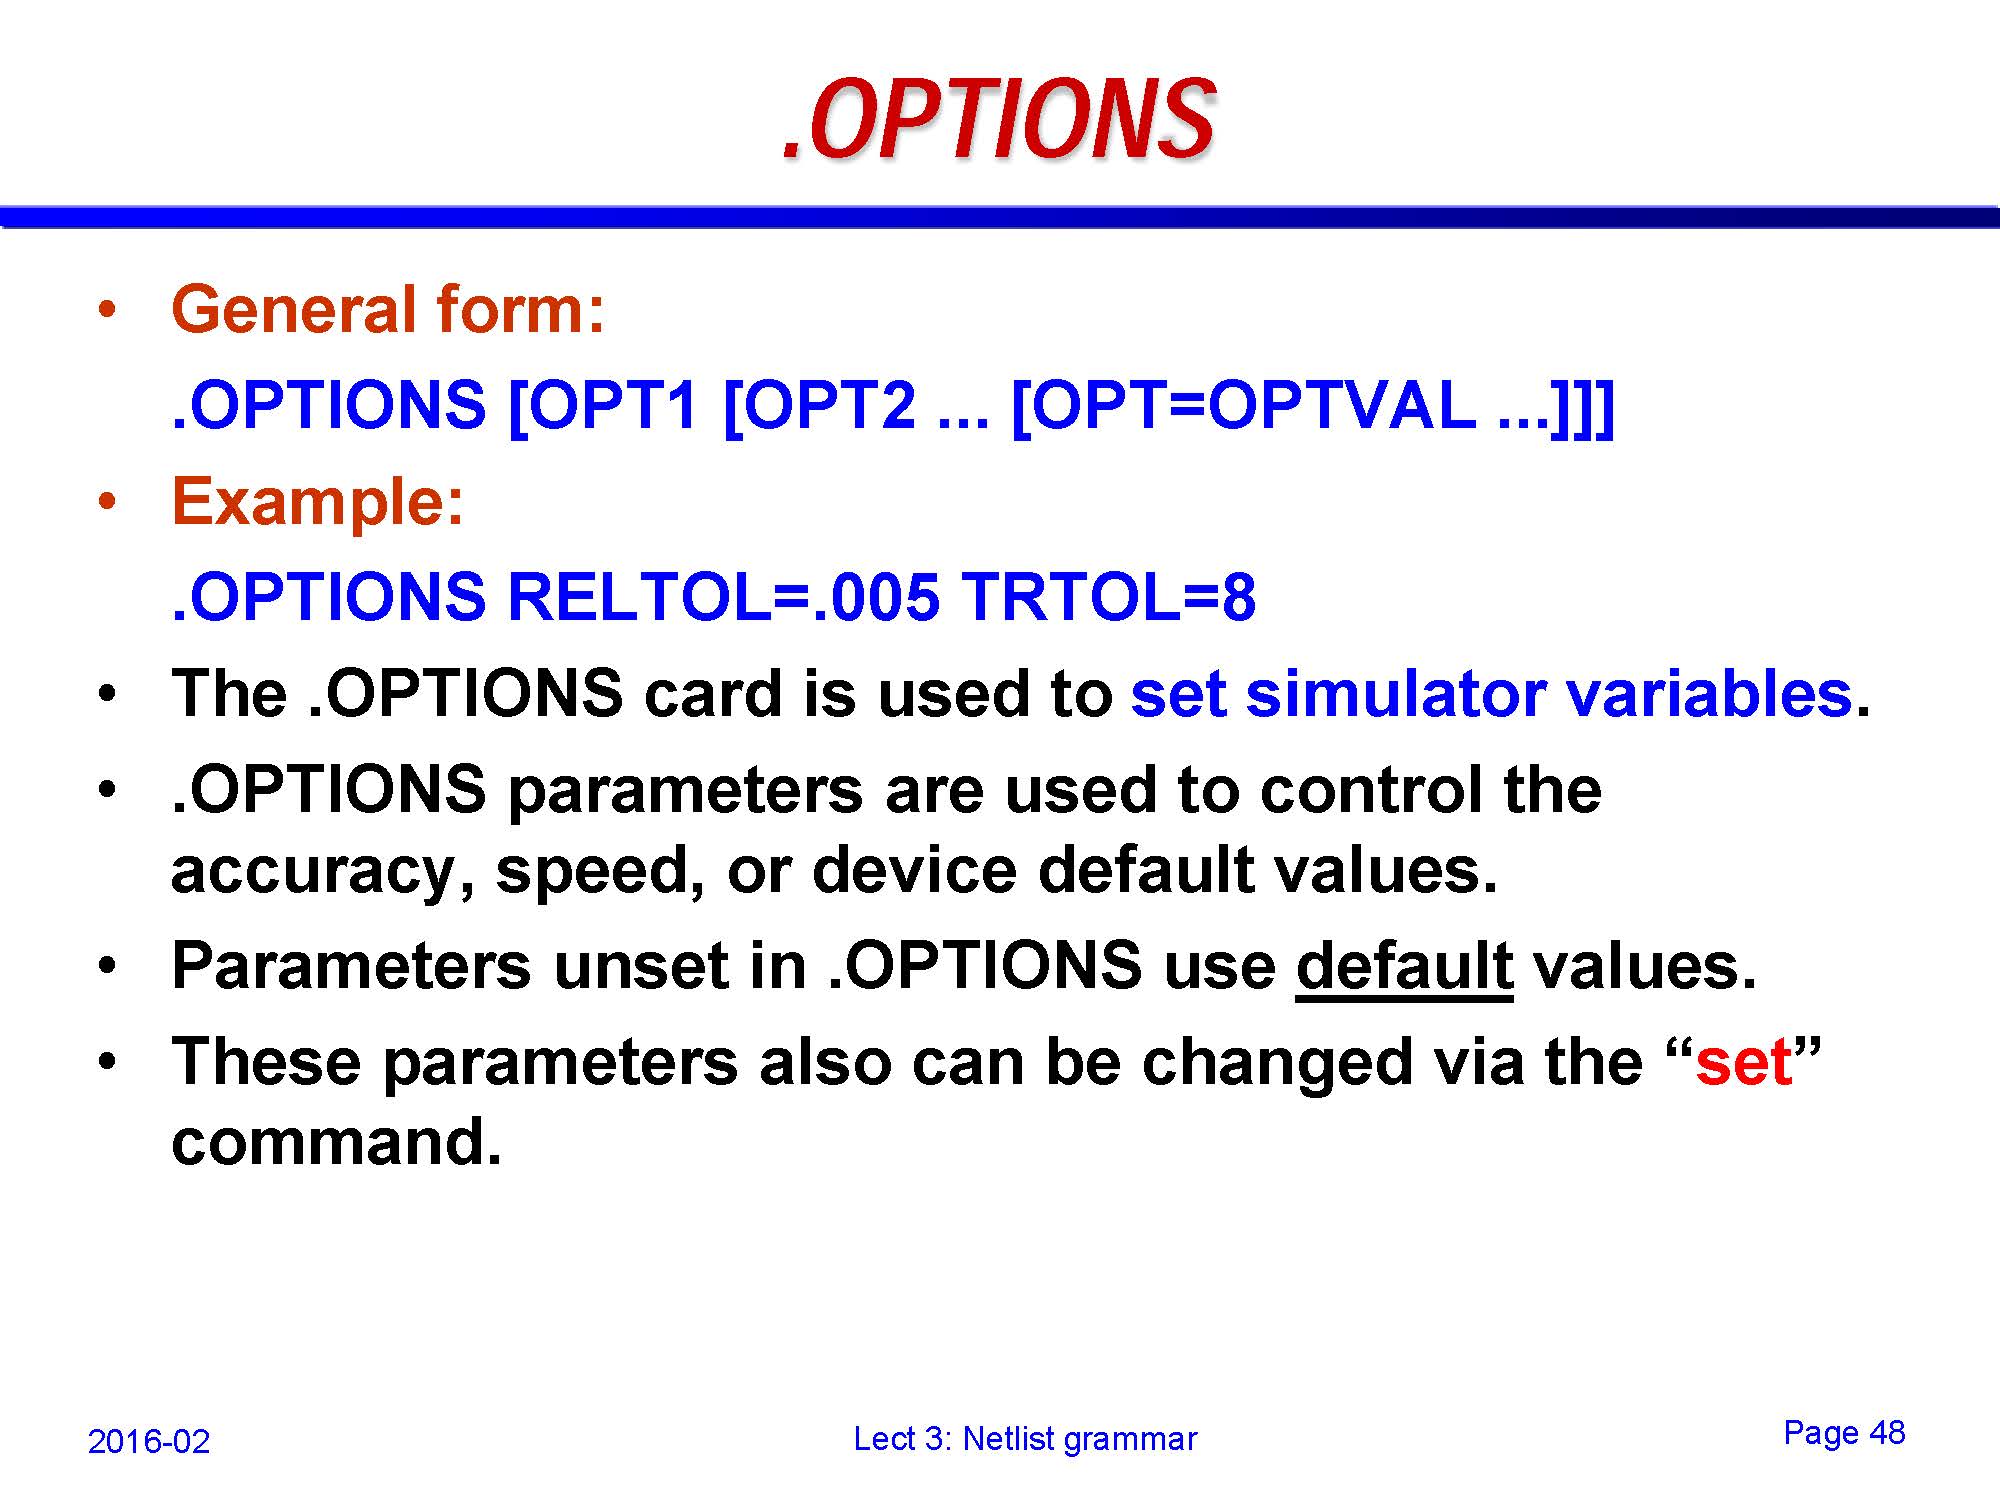 .OPTIONS
• General form:
.OPTIONS [OPT1 [OPT2 ... [OPT=OPTVAL ...]]]
• Example:
.OPTIONS RELTOL=.005 TRTOL=8
• The .OPTIONS card is used to set simulator variables.
• .OPTIONS parameters are used to control the
accuracy, speed, or device default values.
• Parameters unset in .OPTIONS use default values.
• These parameters also can be changed via the “set”
command.
2016-02
Lect 3: Netlist grammar
Page 48